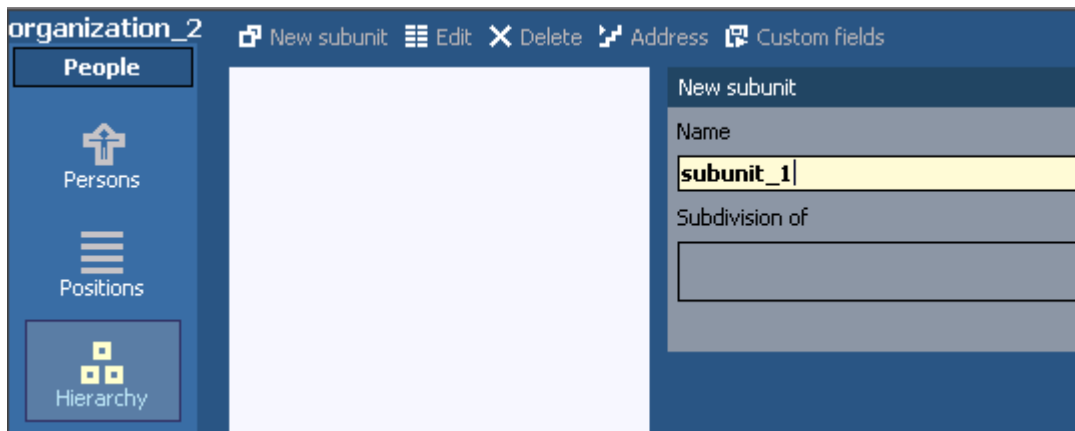 organization_2
People
Persons
Positions
Hierarchy
New subunit Edit Delete Address Custom fields
New subunit
Name
subunit_1
Subdivision of